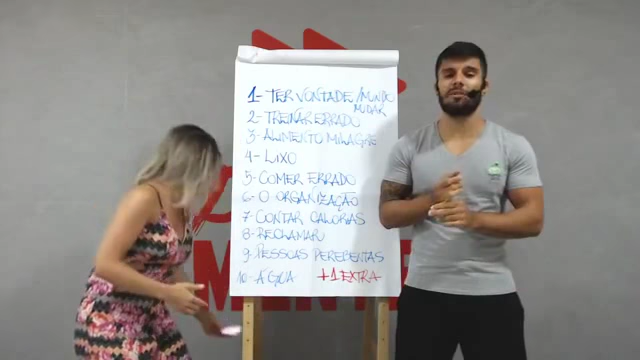 1- TER VONTADE /MUNDO
MUDAR
2- TREINAR ERRADO
3- ALIMENTO MILAGRE
4- LIXO
5- COMER ERRADO
6- O ORGANIZAÇÃO
7- CONTAR CALORIAS
8- RECLAMAR
9- PESSOAS PEREBENTAS
10- ÁGUA +1 EXTRA